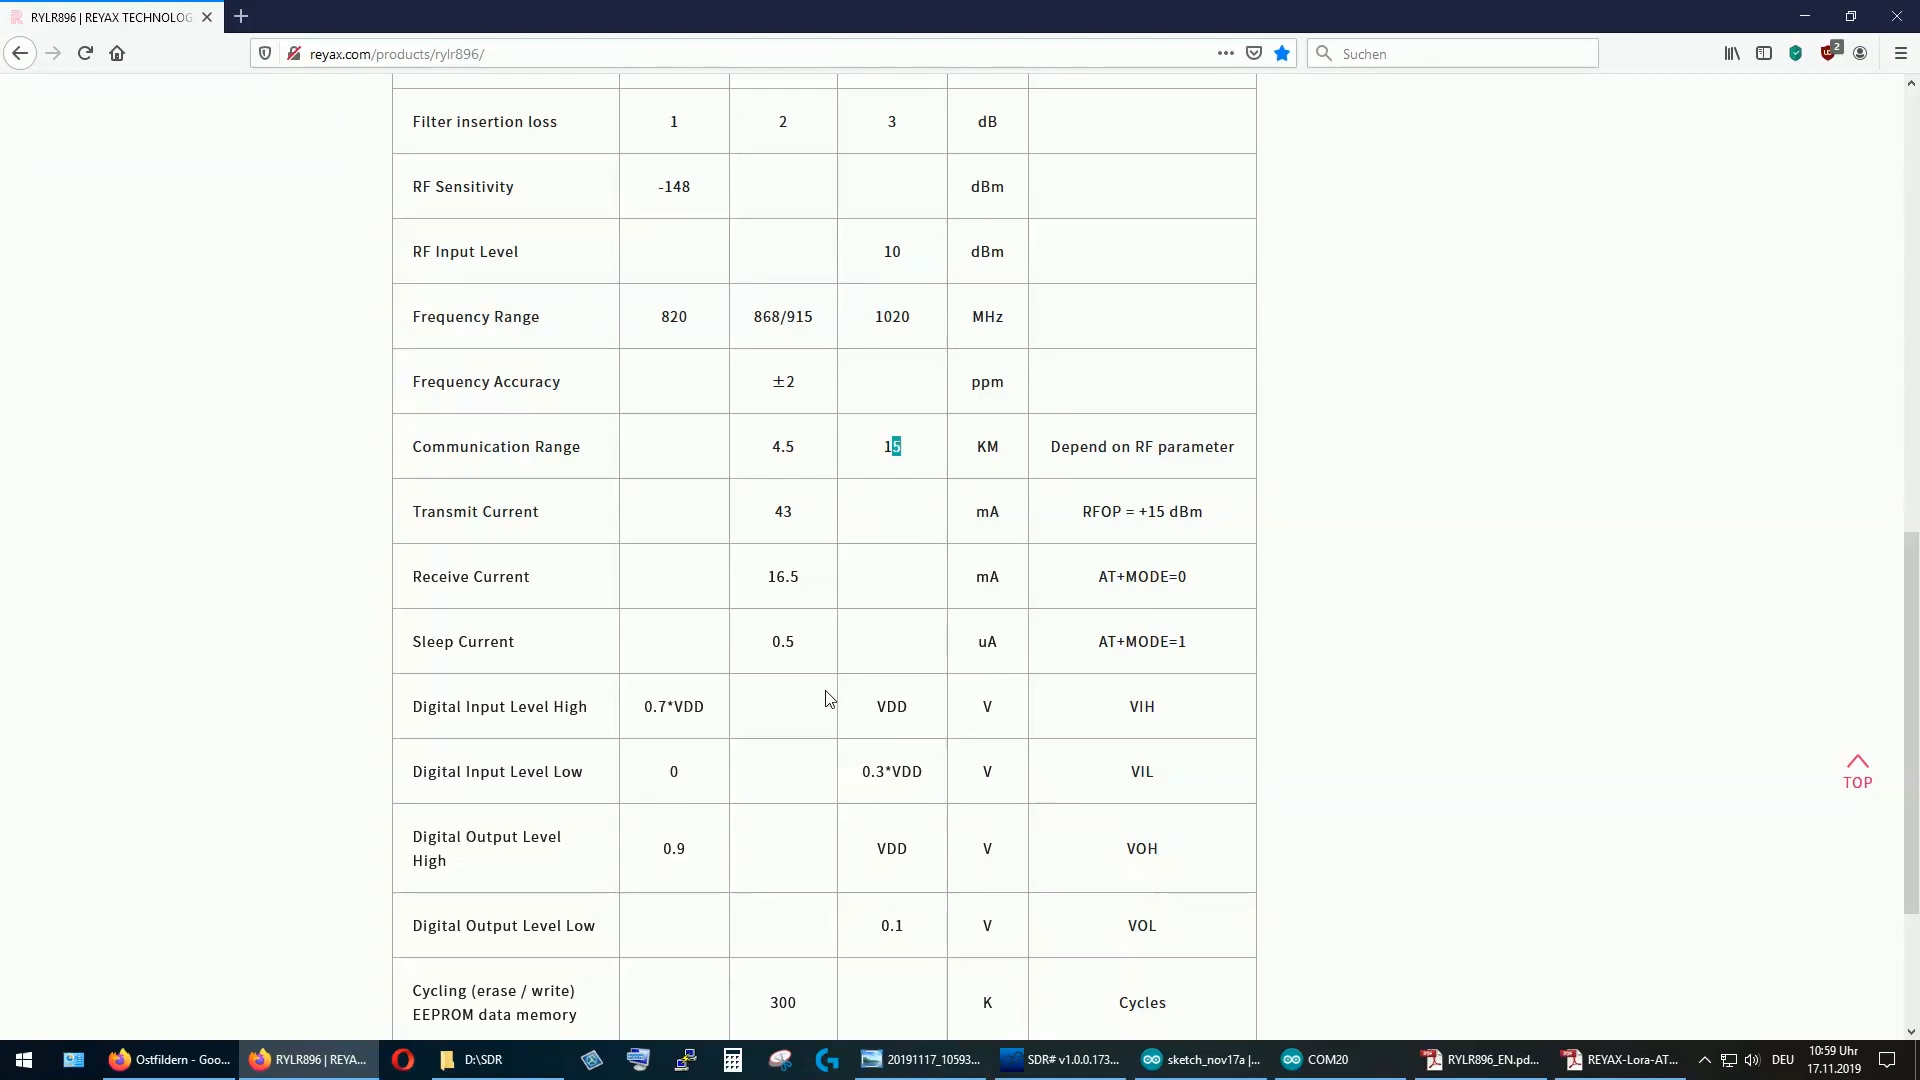 RYLR896 | REYAX TECHNOLOG
reyax.com/products/rylr896/
Suchen
2
Filter insertion loss 1 2 3 dB
RF Sensitivity -148 dBm
RF Input Level 10 dBm
Frequency Range 820 868/915 1020 MHz
Frequency Accuracy ±2 ppm
Communication Range 4.5 15 KM Depend on RF parameter
Transmit Current 43 mA RFOP = +15 dBm
Receive Current 16.5 mA AT+MODE=0
Sleep Current 0.5 uA AT+MODE=1
Digital Input Level High 0.7*VDD VDD V VIH
Digital Input Level Low 0 0.3*VDD V VIL
Digital Output Level
High 0.9 VDD V VOH
Digital Output Level Low 0.1 V VOL
Cycling (erase / write)
EEPROM data memory 300 K Cycles
TOP
Ostfildern - Goo...
RYLR896 | REYA...
D:\SDR
20191117_10593...
SDR# v1.0.0.173...
sketch_nov17a |...
COM20
RYLR896_EN.pd...
REYAX-Lora-AT...
DEU
10:59 Uhr
17.11.2019